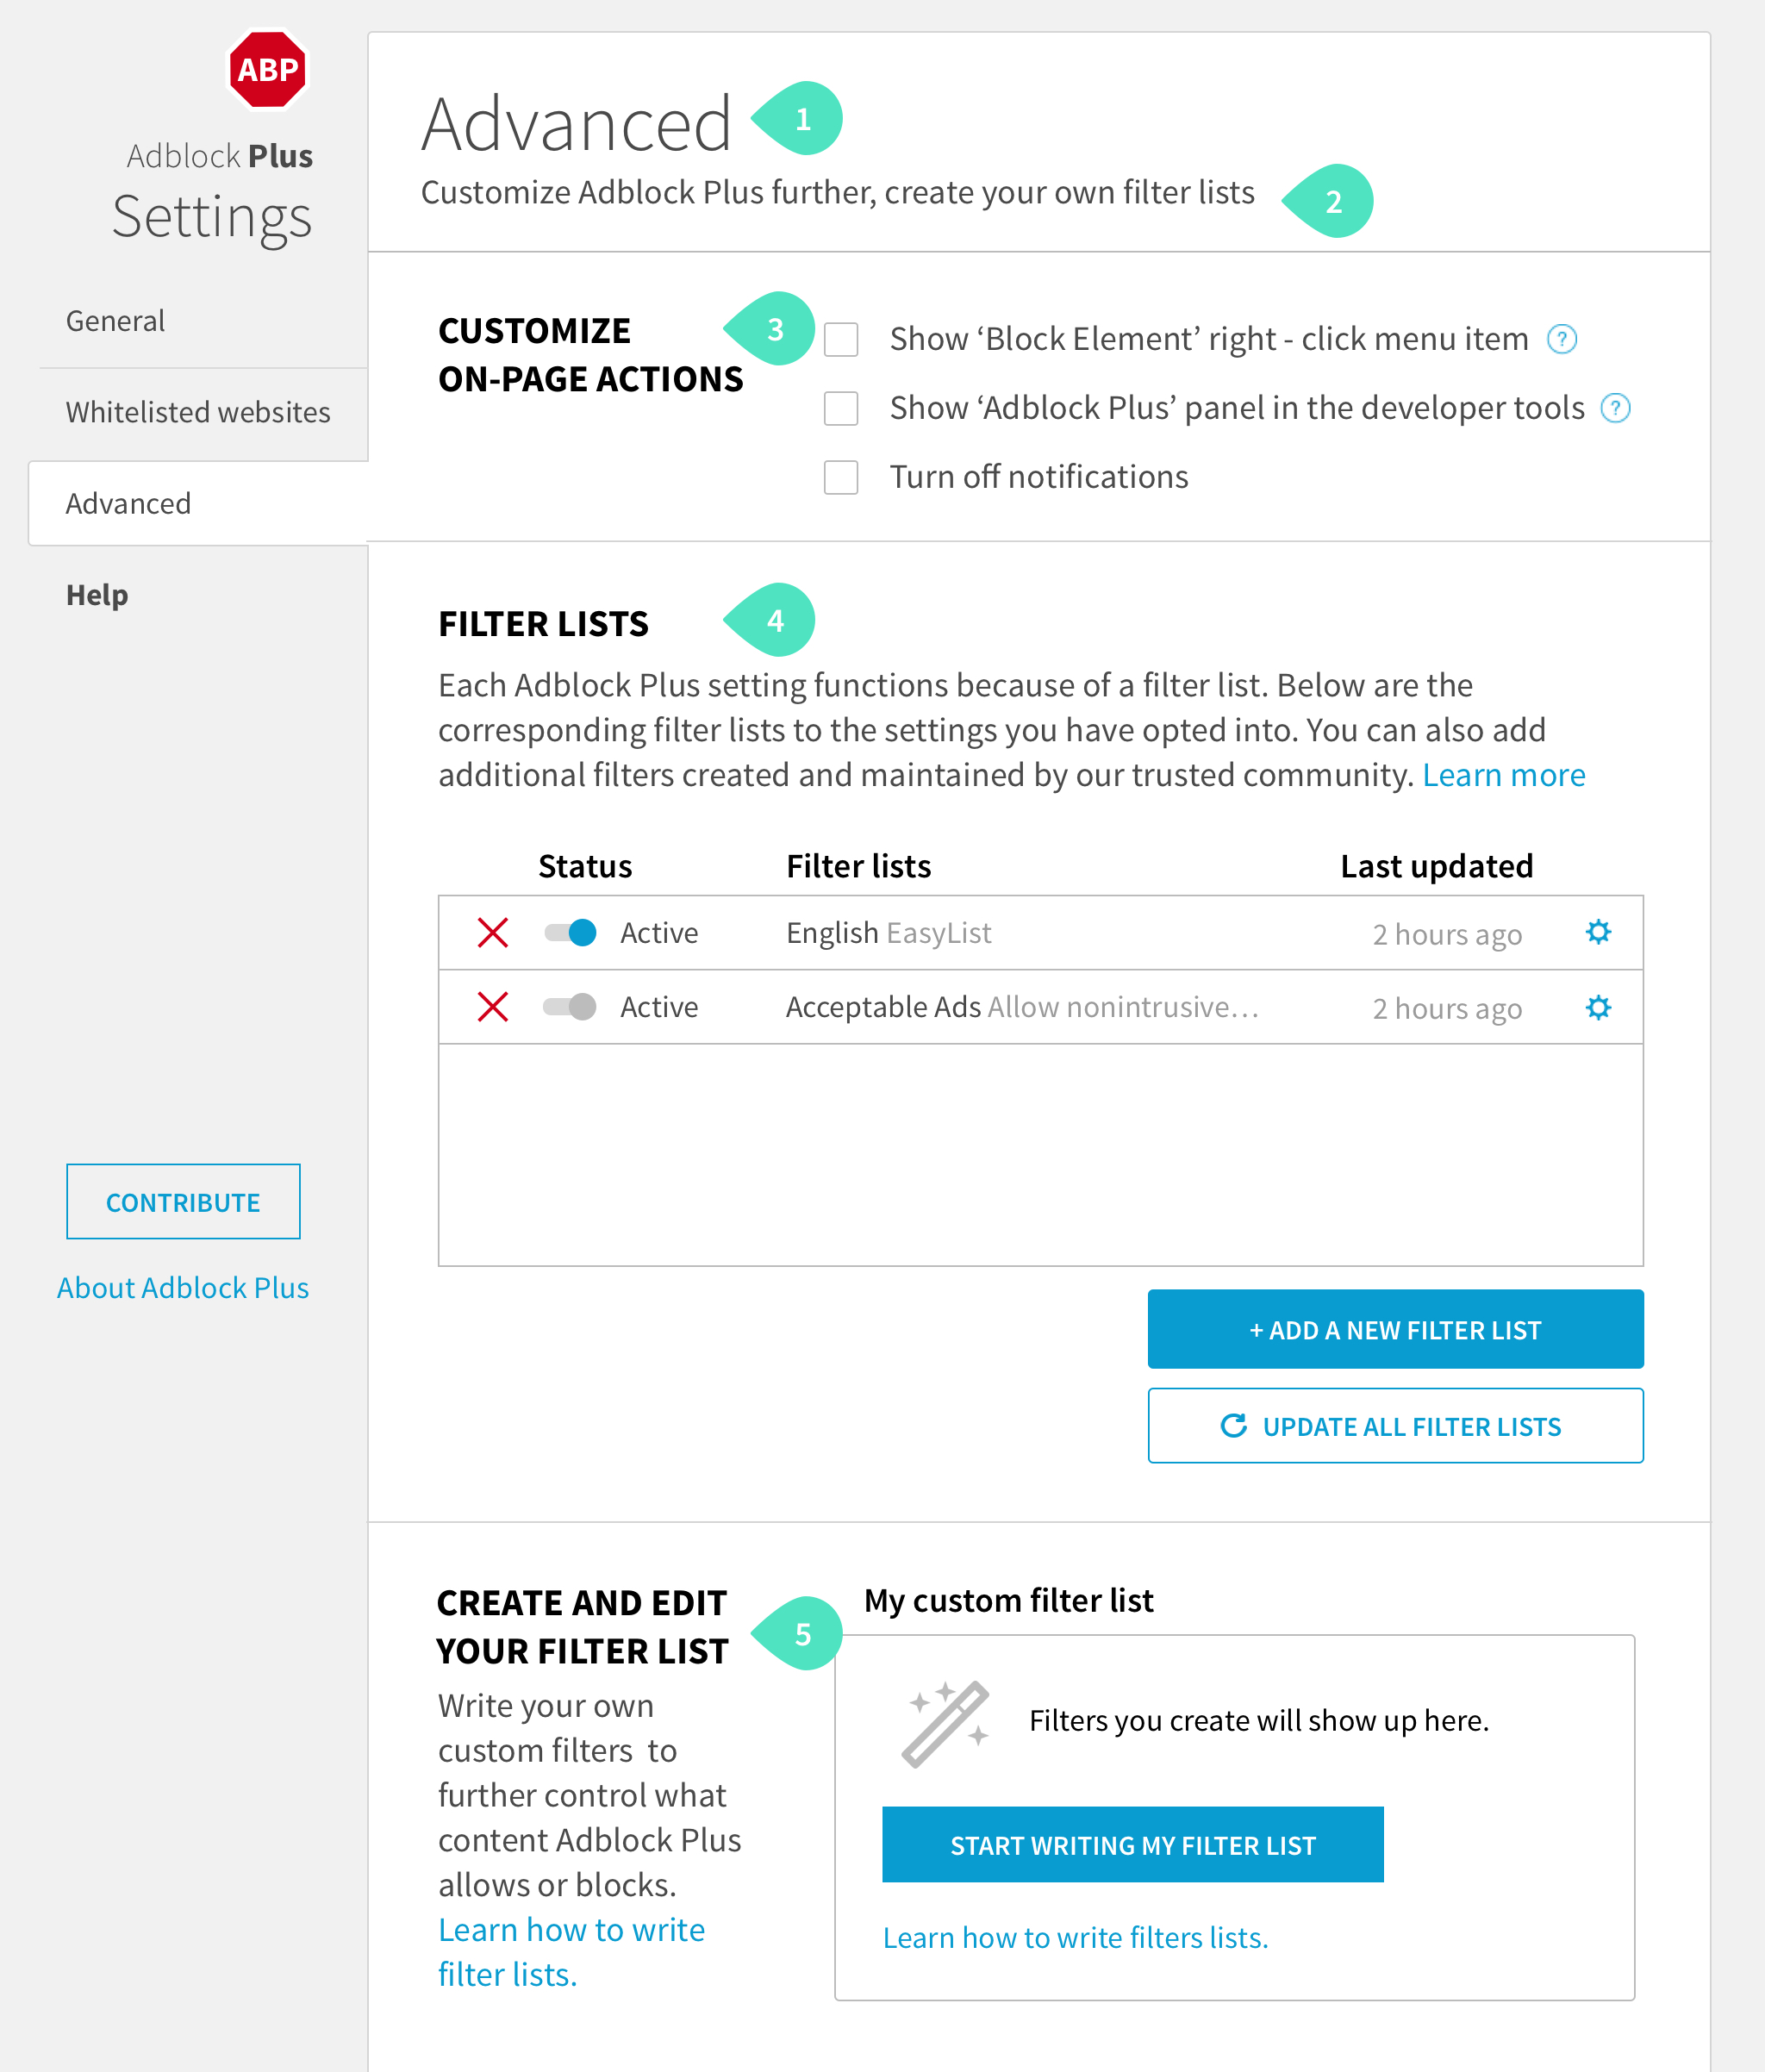 ABP
Adblock Plus
Settings
General
Whitelisted websites
Advanced
Help
CONTRIBUTE
About Adblock Plus
Advanced 1
Customize Adblock Plus further, create your own filter lists 2
CUSTOMIZE
ON-PAGE ACTIONS
3
Show ‘Block Element’ right - click menu item ?
Show ‘Adblock Plus’ panel in the developer tools ?
Turn off notifications
FILTER LISTS 4
Each Adblock Plus setting functions because of a filter list. Below are the
corresponding filter lists to the settings you have opted into. You can also add
additional filters created and maintained by our trusted community. Learn more
Status Filter lists Last updated
Active English EasyList 2 hours ago
Active Acceptable Ads Allow nonintrusive… 2 hours ago
+ ADD A NEW FILTER LIST
UPDATE ALL FILTER LISTS
CREATE AND EDIT
YOUR FILTER LIST
5
Write your own
custom filters  to
further control what
content Adblock Plus
allows or blocks.
Learn how to write
filter lists.
My custom filter list
Filters you create will show up here.
START WRITING MY FILTER LIST
Learn how to write filters lists.